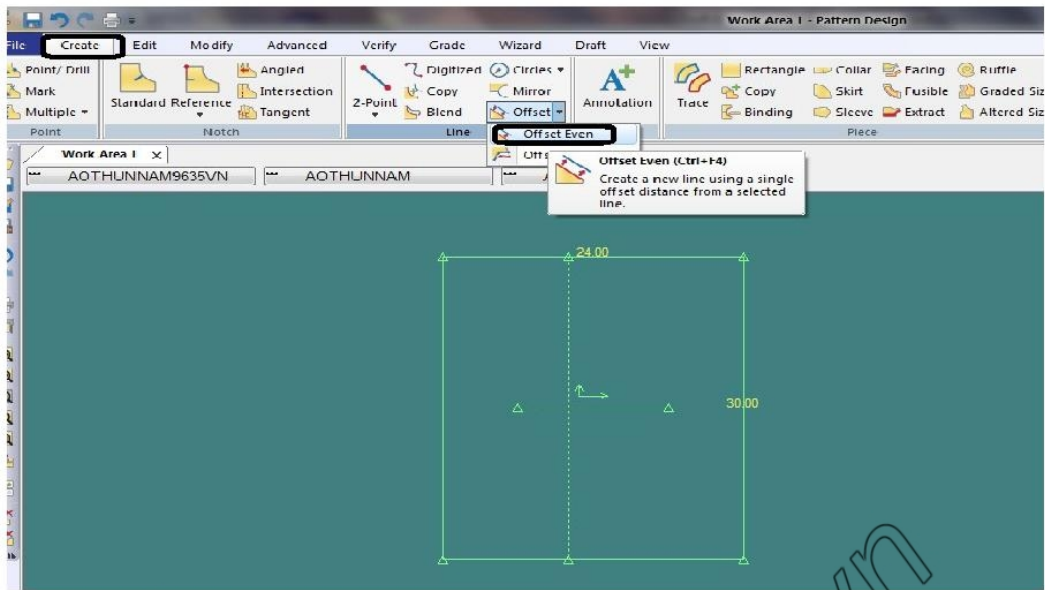 Work Area 1 - Pattern Design
File Create Edit Modify Advanced Verify Grade Wizard Draft View
Point/ Drill
Mark
Multiple
Point
Standard Reference
Angled
Intersection
Tangent
Notch
2-Point
Digitized
Copy
Blend
Circles
Mirror
Offset
Line
Annotation
Trace
Rectangle
Copy
Binding
Collar
Skirt
Sleeve
Facing
Fusible
Extract
Ruffle
Graded Siz
Altered Siz
Piece
Offset Even
Offs
Work Area 1 x
AOTHUNNAM9635VN
AOTHUNNAM
Offset Even (Ctrl+F4)
Create a new line using a single
offset distance from a selected
line.
24.00
30.00
vn